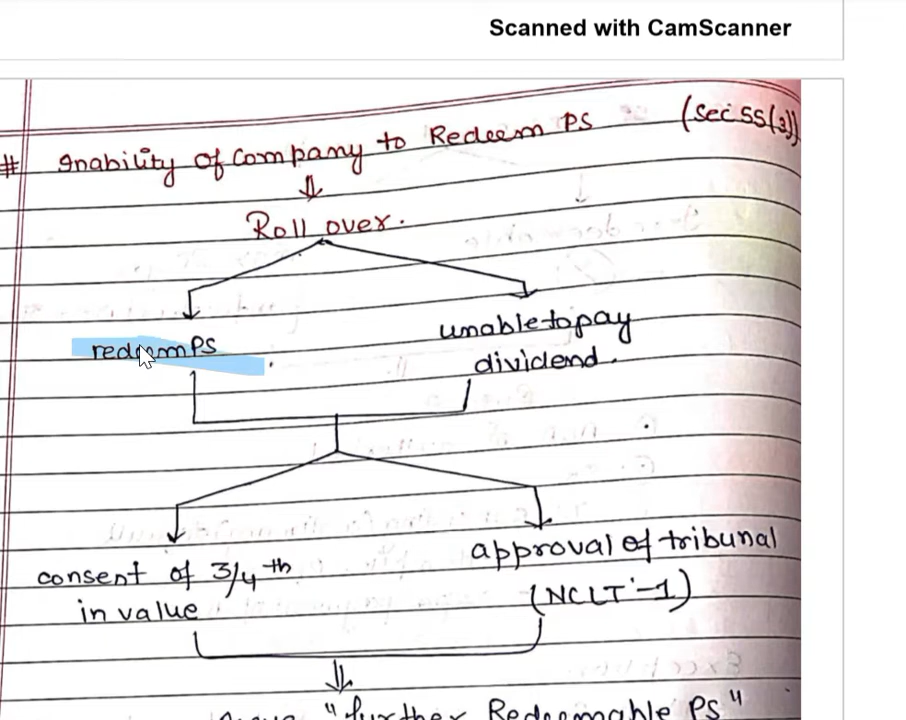 Scanned with CamScanner
# Inability of Company to Redeem PS (Sec 55(3))
Roll over.
redeem PS
unable to pay
dividend.
consent of 3/4th
in value
approval of tribunal
(NCLT-1)
"further Redeemable PS"